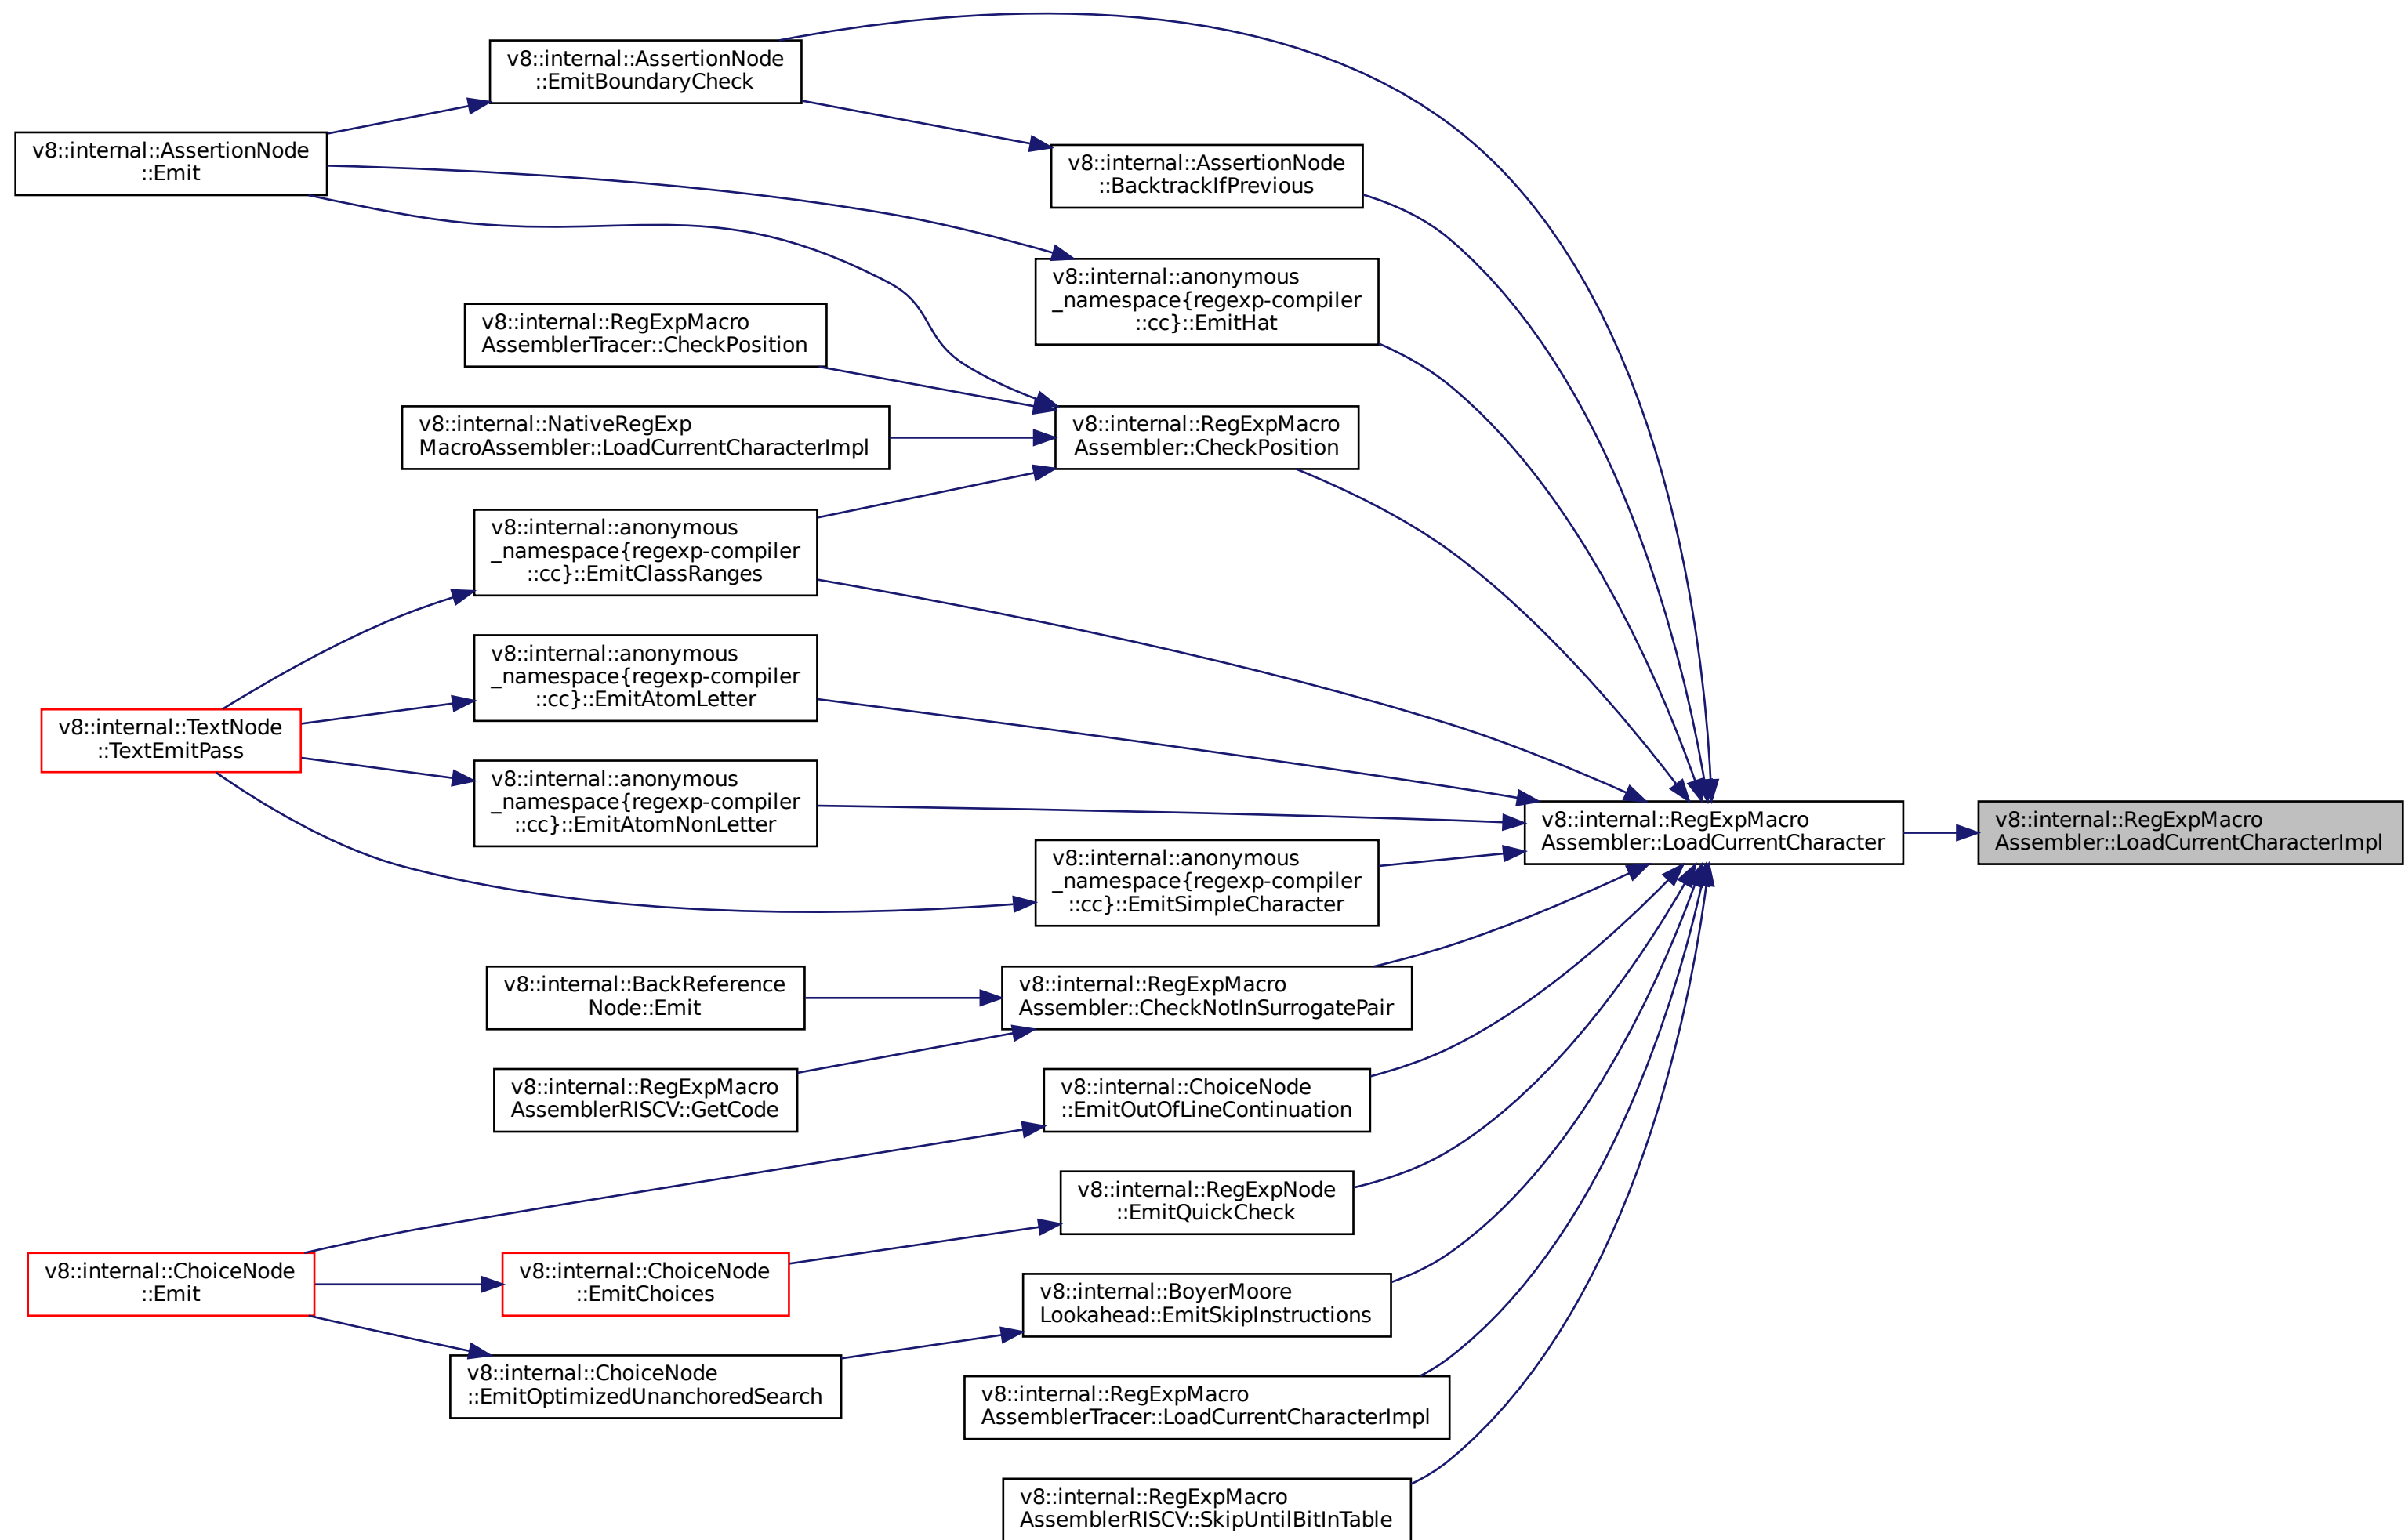 v8::internal::AssertionNode
::EmitBoundaryCheck
v8::internal::AssertionNode
::Emit
v8::internal::AssertionNode
::BacktrackIfPrevious
v8::internal::anonymous
_namespace{regexp-compiler
::cc}::EmitHat
v8::internal::RegExpMacro
AssemblerTracer::CheckPosition
v8::internal::NativeRegExp
MacroAssembler::LoadCurrentCharacterImpl
v8::internal::RegExpMacro
Assembler::CheckPosition
v8::internal::anonymous
_namespace{regexp-compiler
::cc}::EmitClassRanges
v8::internal::anonymous
_namespace{regexp-compiler
::cc}::EmitAtomLetter
v8::internal::TextNode
::TextEmitPass
v8::internal::anonymous
_namespace{regexp-compiler
::cc}::EmitAtomNonLetter
v8::internal::RegExpMacro
Assembler::LoadCurrentCharacter
v8::internal::RegExpMacro
Assembler::LoadCurrentCharacterImpl
v8::internal::anonymous
_namespace{regexp-compiler
::cc}::EmitSimpleCharacter
v8::internal::BackReference
Node::Emit
v8::internal::RegExpMacro
Assembler::CheckNotInSurrogatePair
v8::internal::RegExpMacro
AssemblerRISCV::GetCode
v8::internal::ChoiceNode
::EmitOutOfLineContinuation
v8::internal::RegExpNode
::EmitQuickCheck
v8::internal::ChoiceNode
::Emit
v8::internal::ChoiceNode
::EmitChoices
v8::internal::BoyerMoore
Lookahead::EmitSkipInstructions
v8::internal::ChoiceNode
::EmitOptimizedUnanchoredSearch
v8::internal::RegExpMacro
AssemblerTracer::LoadCurrentCharacterImpl
v8::internal::RegExpMacro
AssemblerRISCV::SkipUntilBitInTable